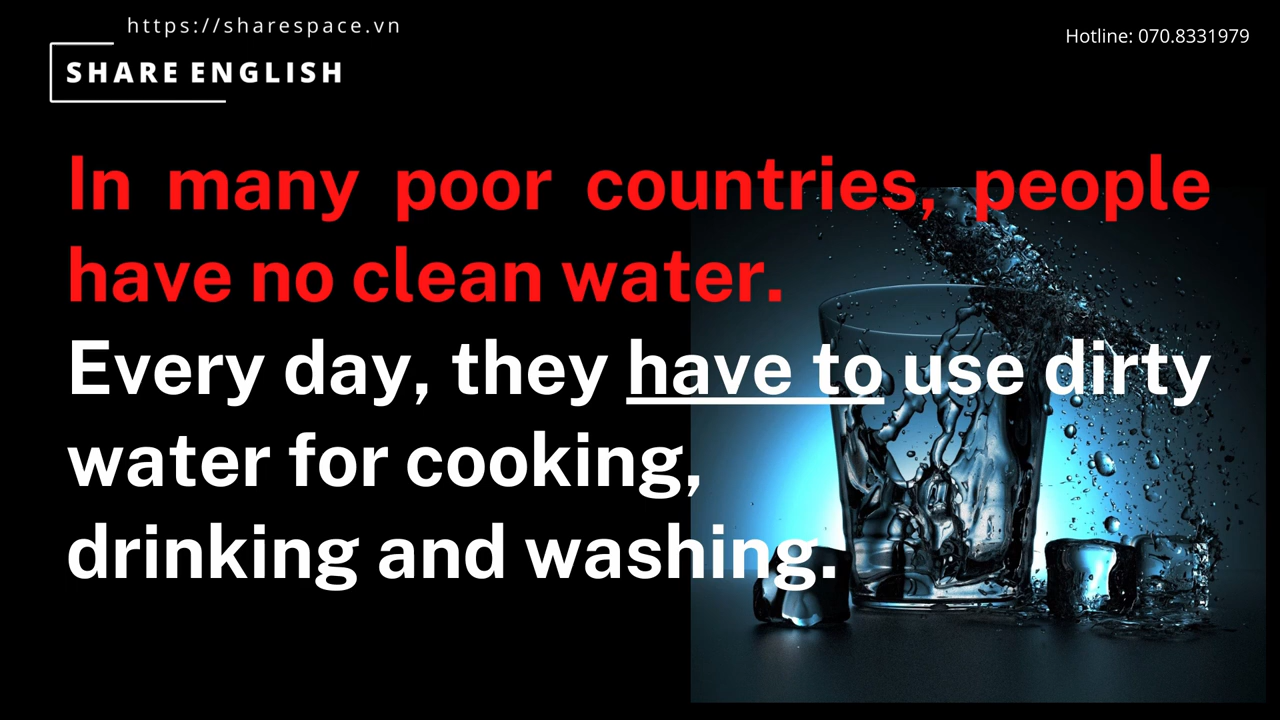 https://sharespace.vn
Hotline: 070.8331979
SHARE ENGLISH
In many poor countries, people
have no clean water.
Every day, they have to use dirty
water for cooking,
drinking and washing.